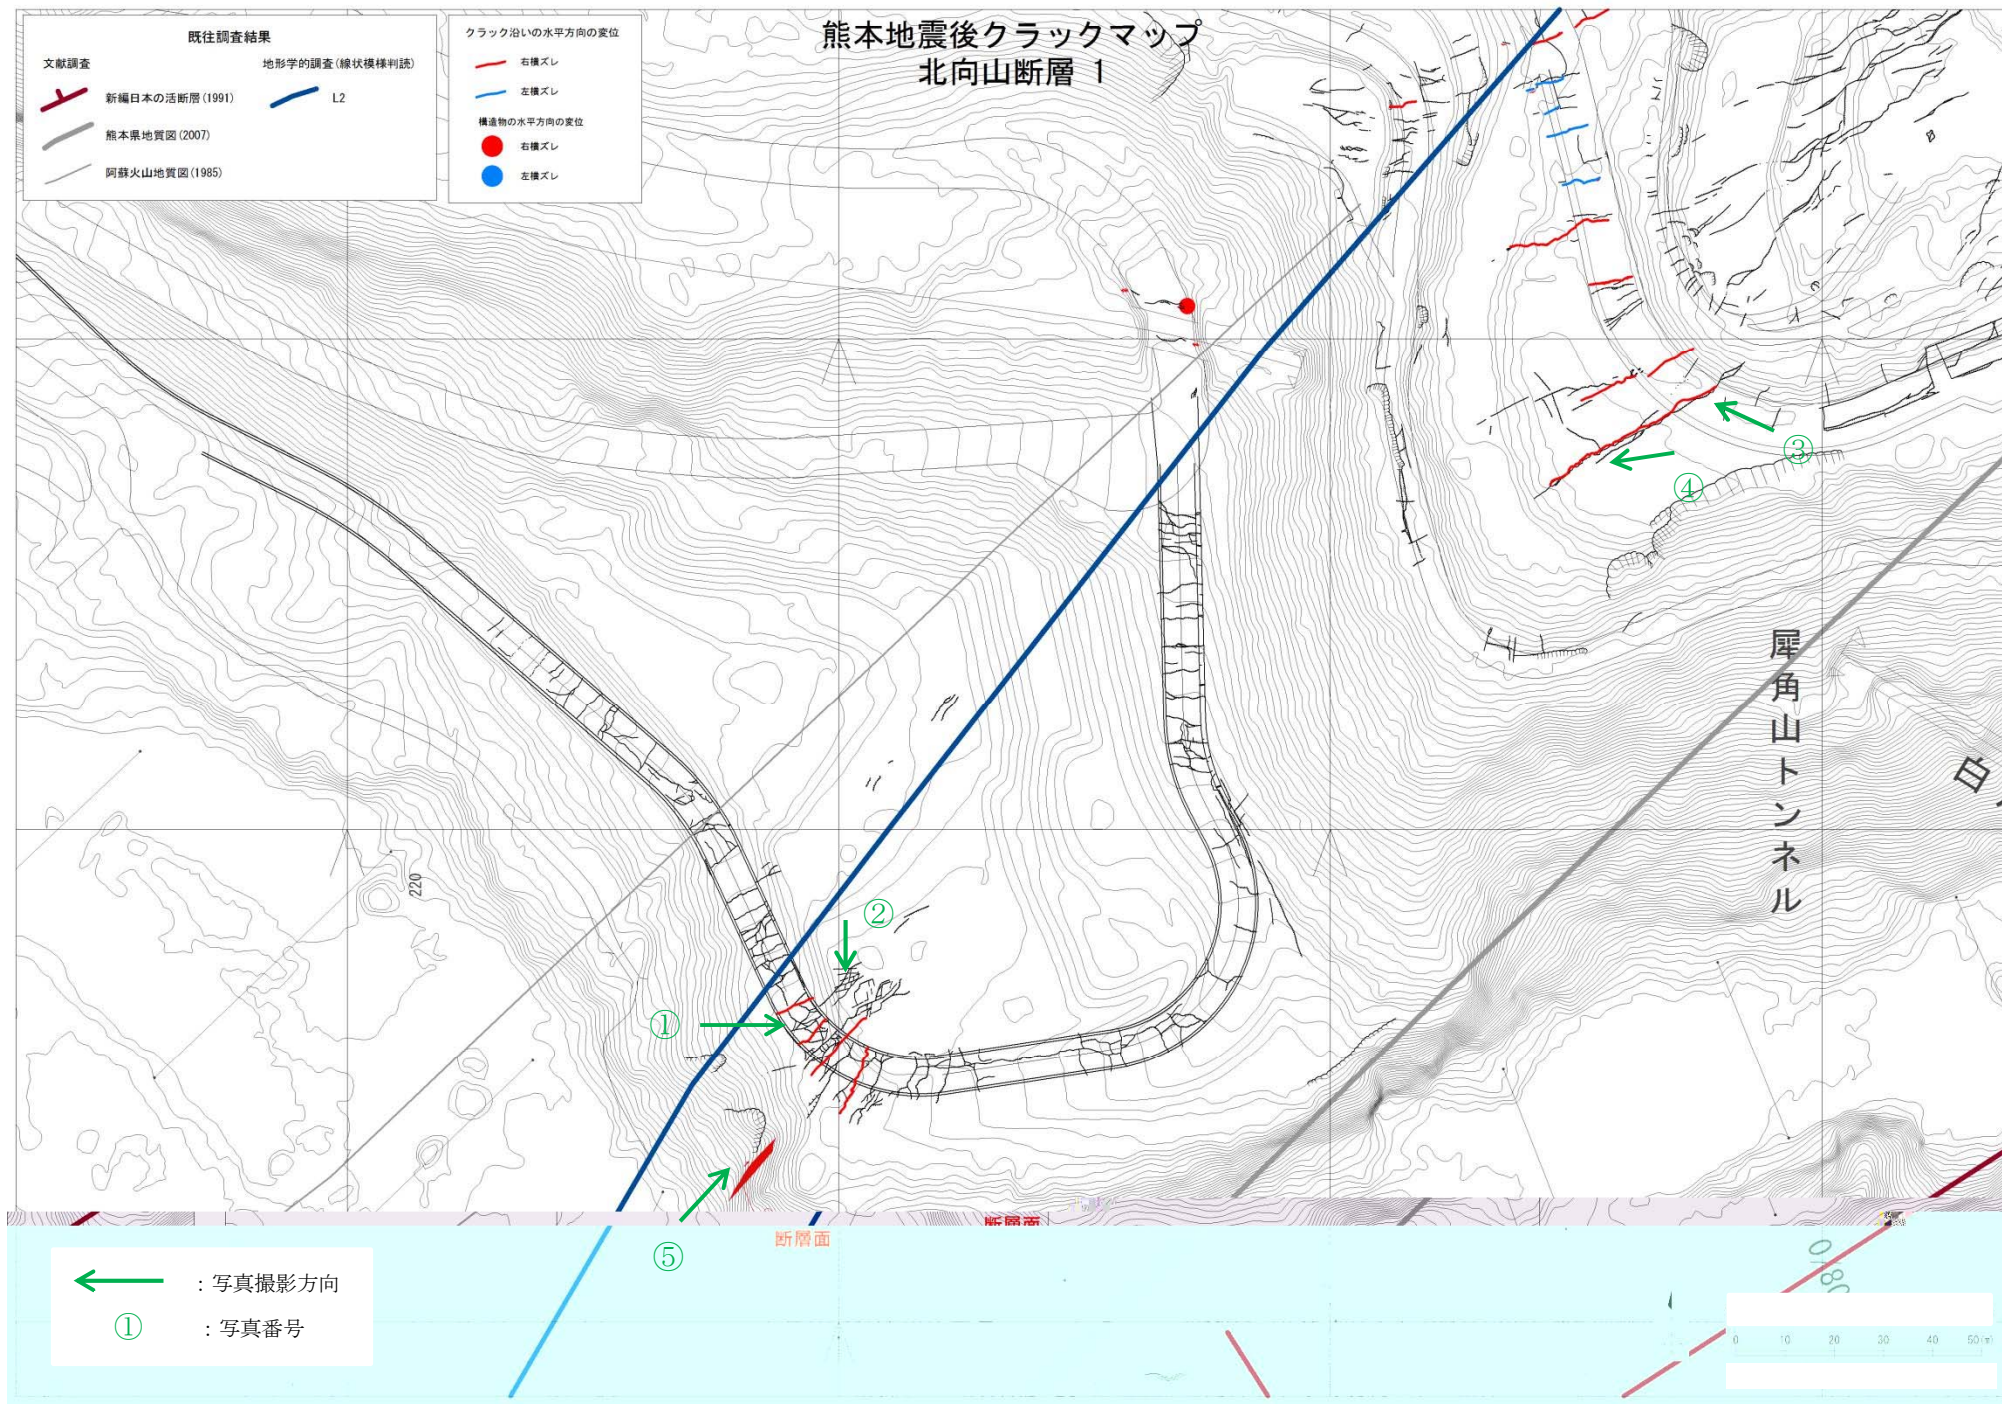 熊本地震後クラックマップ
北向山断層 1
既往調査結果
文献調査
地形学的調査(線状模様判読)
新編日本の活断層(1991)
L2
熊本県地質図(2007)
阿蘇火山地質図(1985)
クラック沿いの水平方向の変位
右横ズレ
左横ズレ
構造物の水平方向の変位
右横ズレ
左横ズレ
③
④
犀角山トンネル
白
220
②
①
断層面
断層面
⑤
：写真撮影方向
①
：写真番号
0 10 20 30 40 50(m)